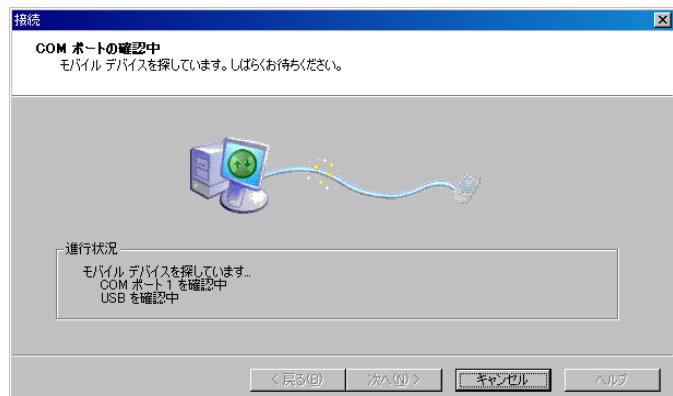 接続
COM ポートの確認中
モバイル デバイスを探しています。しばらくお待ちください。
進行状況
モバイル デバイスを探しています...
COM ポート 1 を確認中
USB を確認中
< 戻る(B)
次へ(N) >
キャンセル
ヘルプ